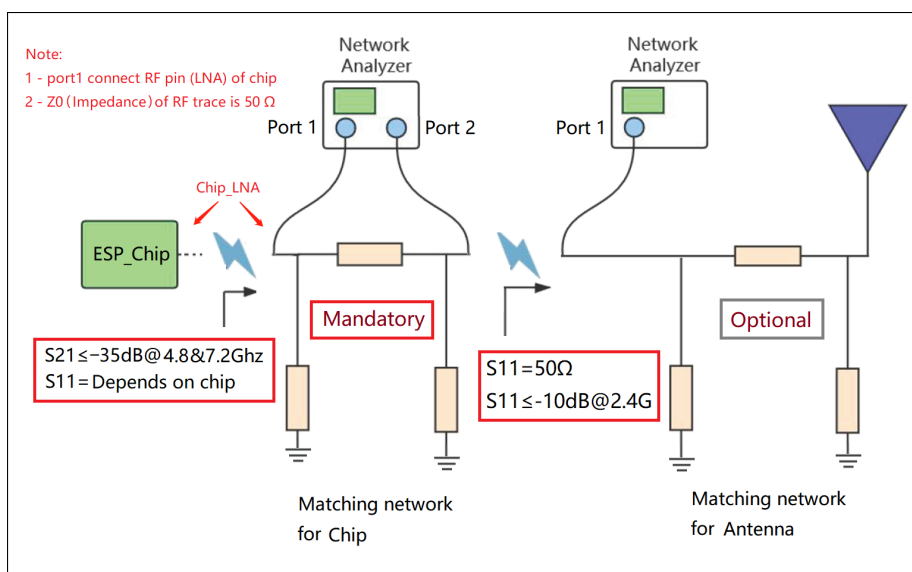 Note:
1 - port1 connect RF pin (LNA) of chip
2 - Z0 (Impedance) of RF trace is 50 Ω
Network
Analyzer
Port 1
Port 2
Network
Analyzer
Port 1
Chip_LNA
ESP_Chip
Mandatory
Optional
S21≤−35dB@4.8&7.2Ghz
S11=Depends on chip
S11=50Ω
S11≤-10dB@2.4G
Matching network
for Chip
Matching network
for Antenna